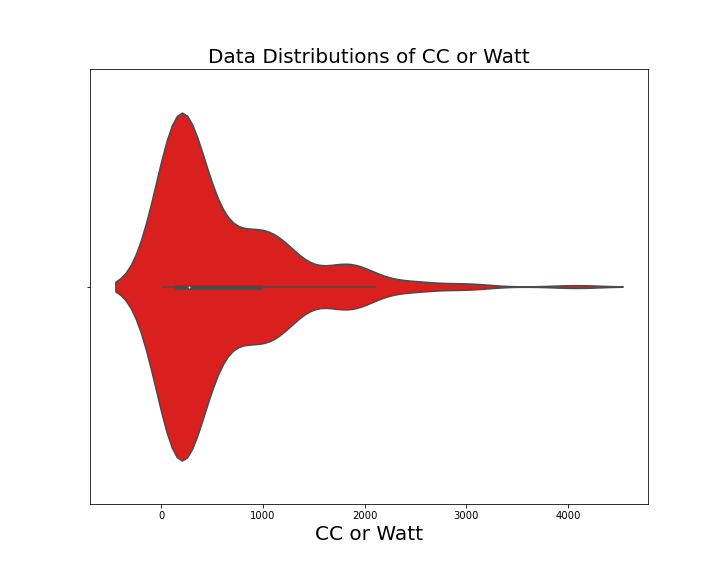 Data Distributions of CC or Watt
0 1000 2000 3000 4000
CC or Watt